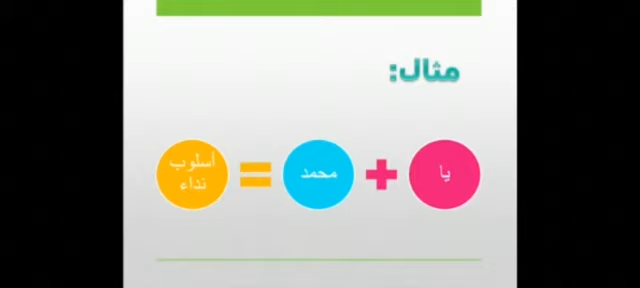 مثال:
يا + محمد = أسلوب
نداء